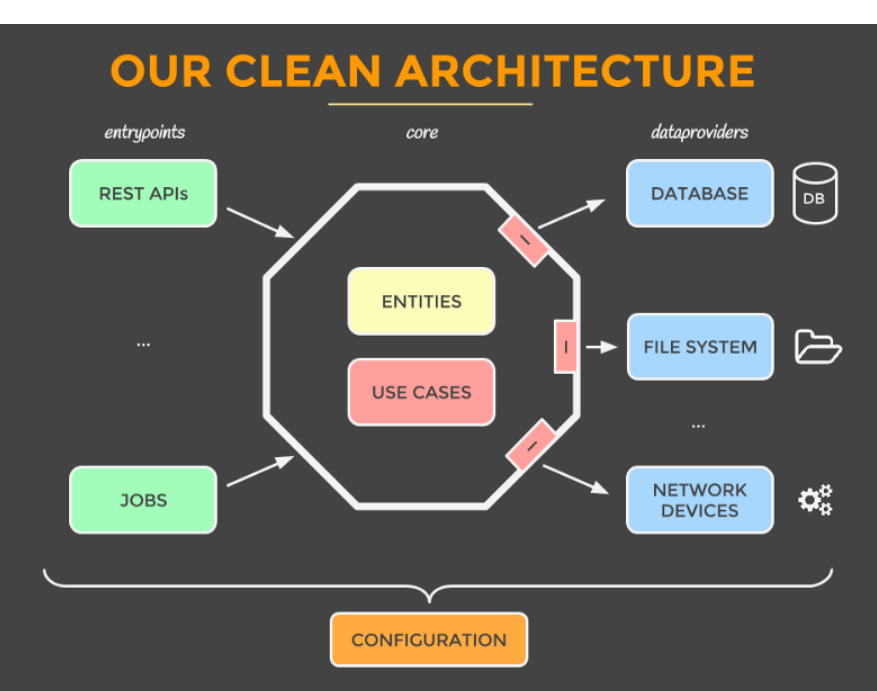 OUR CLEAN ARCHITECTURE
entrypoints
core
dataproviders
REST APIs
DATABASE
DB
I
ENTITIES
...
I
FILE SYSTEM
USE CASES
...
I
JOBS
NETWORK
DEVICES
CONFIGURATION